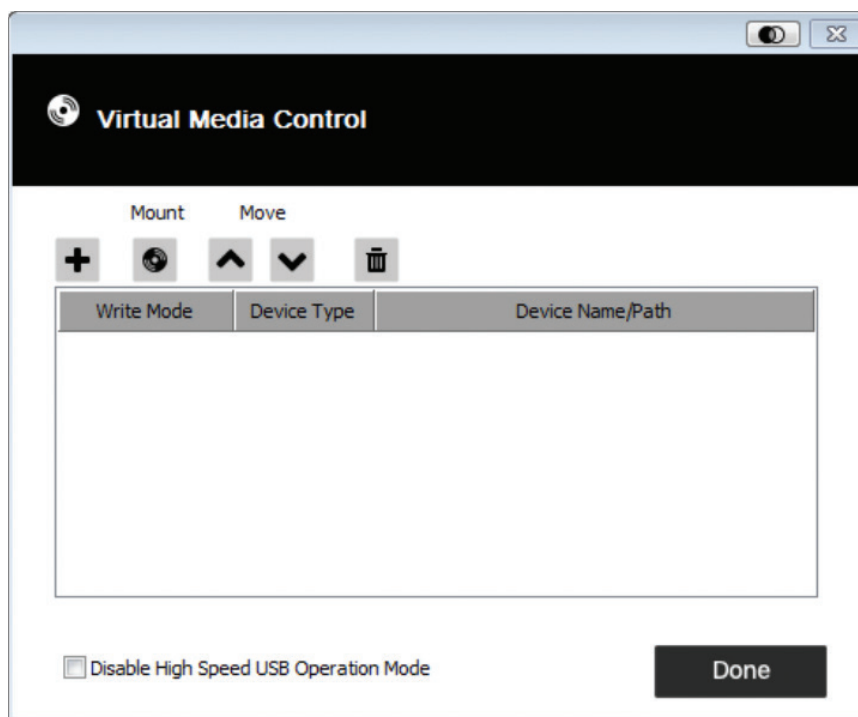 Virtual Media Control
Mount Move
Write Mode Device Type Device Name/Path
Disable High Speed USB Operation Mode
Done